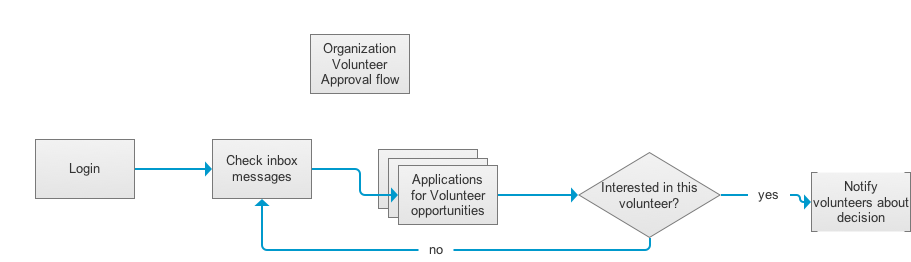 Organization
Volunteer
Approval flow
Login
Check inbox
messages
Applications
for Volunteer
opportunities
Interested in this
volunteer?
yes
Notify
volunteers about
decision
no